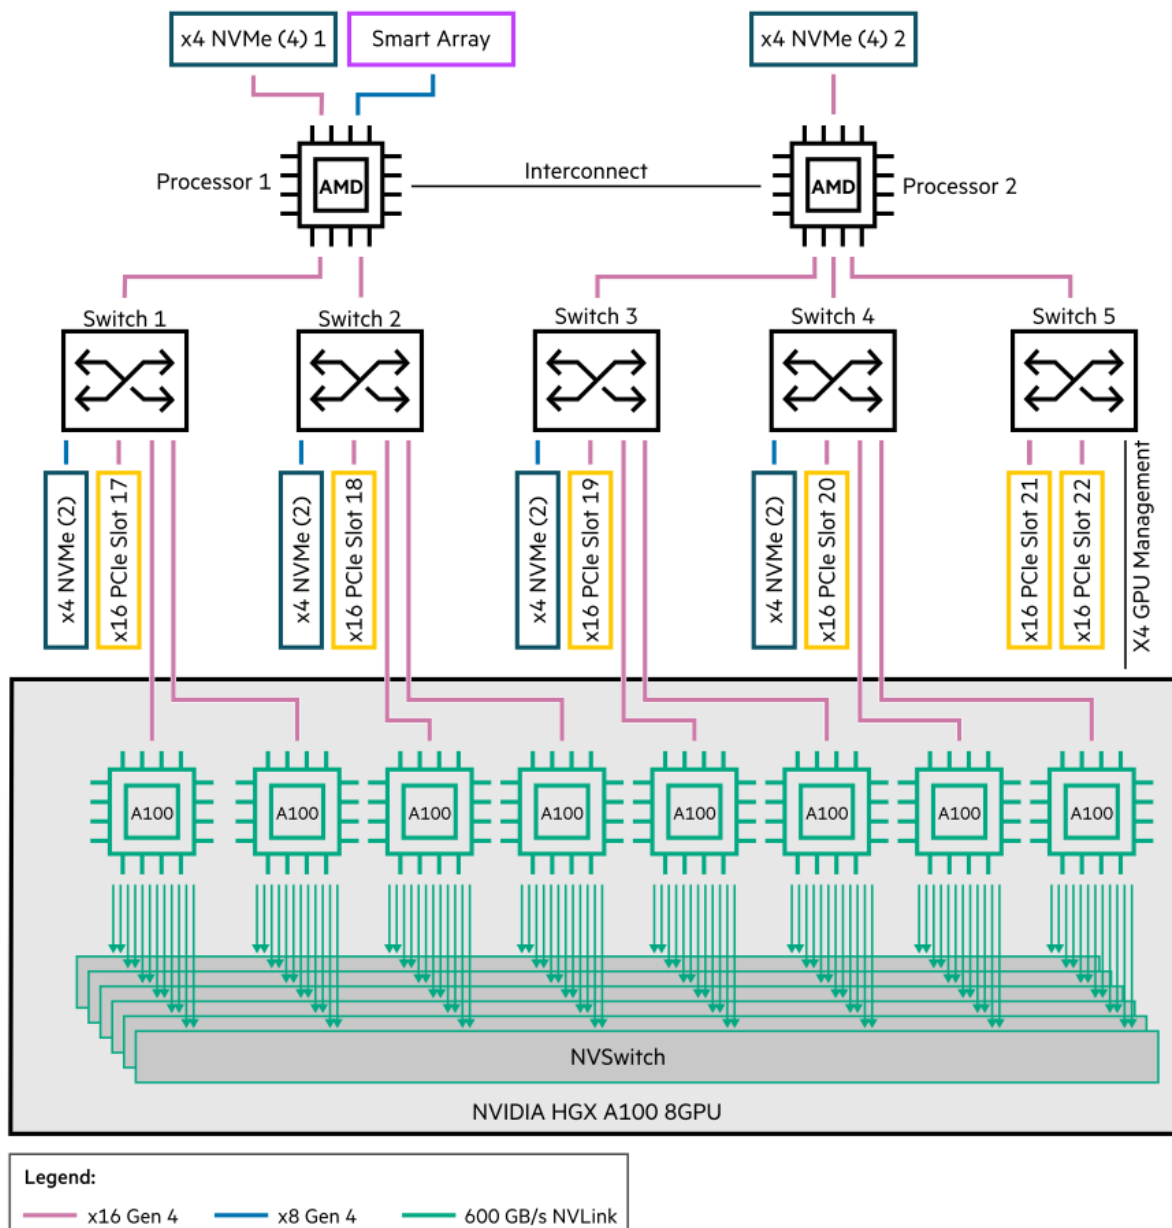 x4 NVMe (4) 1
Smart Array
x4 NVMe (4) 2
Processor 1
AMD
Interconnect
AMD
Processor 2
Switch 1
Switch 2
Switch 3
Switch 4
Switch 5
x4 NVMe (2)
x16 PCIe Slot 17
x4 NVMe (2)
x16 PCIe Slot 18
x4 NVMe (2)
x16 PCIe Slot 19
x4 NVMe (2)
x16 PCIe Slot 20
x16 PCIe Slot 21
x16 PCIe Slot 22
X4 GPU Management
A100
A100
A100
A100
A100
A100
A100
A100
NVSwitch
NVIDIA HGX A100 8GPU
Legend:
x16 Gen 4
x8 Gen 4
600 GB/s NVLink